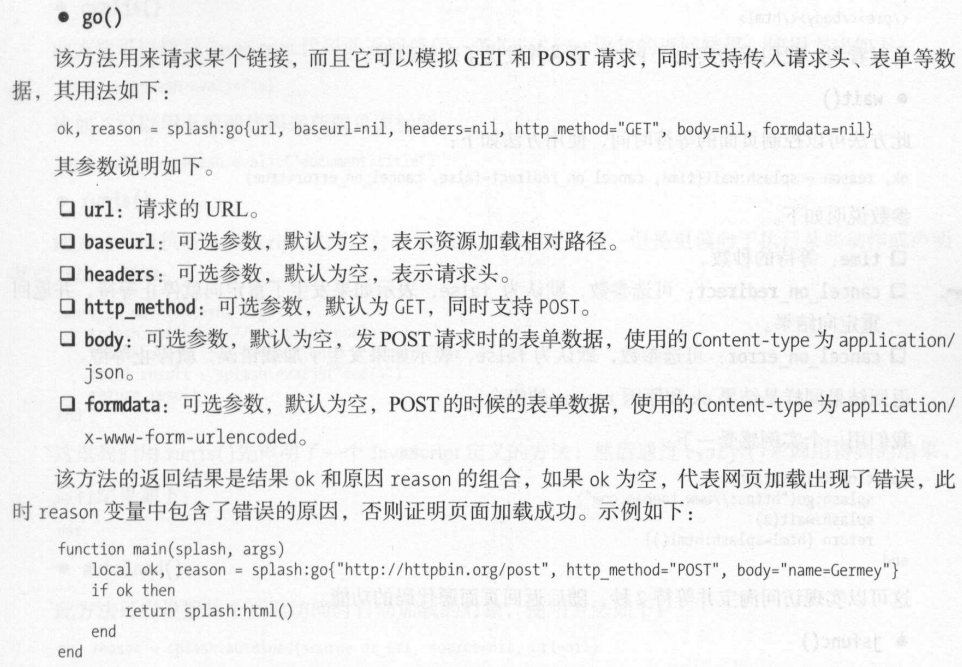 ● go()
该方法用来请求某个链接，而且它可以模拟 GET 和 POST 请求，同时支持传入请求头、表单等数
据，其用法如下：
ok, reason = splash:go{url, baseurl=nil, headers=nil, http_method="GET", body=nil, formdata=nil}
其参数说明如下。
❑ url：请求的 URL。
❑ baseurl：可选参数，默认为空，表示资源加载相对路径。
❑ headers：可选参数，默认为空，表示请求头。
❑ http_method：可选参数，默认为 GET，同时支持 POST。
❑ body：可选参数，默认为空，发 POST 请求时的表单数据，使用的 Content-type 为 application/
json。
❑ formdata：可选参数，默认为空，POST 的时候的表单数据，使用的 Content-type 为 application/
x-www-form-urlencoded。
该方法的返回结果是结果 ok 和原因 reason 的组合，如果 ok 为空，代表网页加载出现了错误，此
时 reason 变量中包含了错误的原因，否则证明页面加载成功。示例如下：
function main(splash, args)
    local ok, reason = splash:go{"http://httpbin.org/post", http_method="POST", body="name=Germey"}
    if ok then
        return splash:html()
    end
end